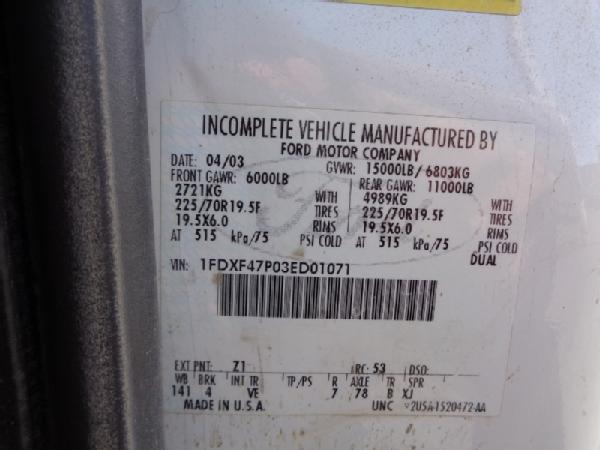 INCOMPLETE VEHICLE MANUFACTURED BY
FORD MOTOR COMPANY
DATE: 04/03 GVWR: 15000LB/ 6803KG
FRONT GAWR: 6000LB REAR GAWR: 11000LB
2721KG WITH 4989KG WITH
225/70R19.5F TIRES 225/70R19.5F TIRES
19.5X6.0 RIMS 19.5X6.0 RIMS
AT 515 kPa/75 PSI COLD AT 515 kPa/75 PSI COLD
DUAL
VIN: 1FDXF47P03ED01071
EXT PNT: Z1 RC: 53 DSO:
WB BRK INT TR TP/PS R AXLE TR SPR
141 4 VE 7 78 B XJ
MADE IN U.S.A. UNC 2U5A-1520472-AA